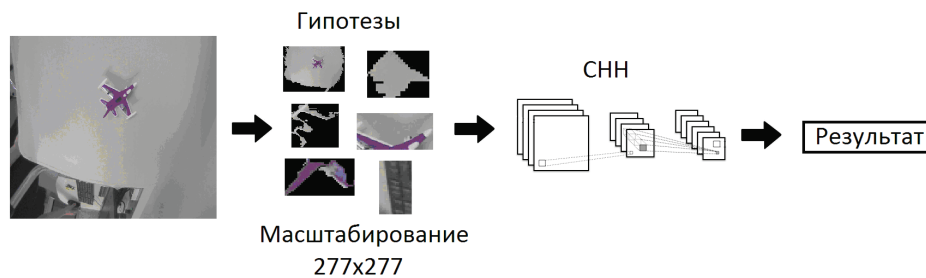 Гипотезы
СНН
Результат
Масштабирование
277x277